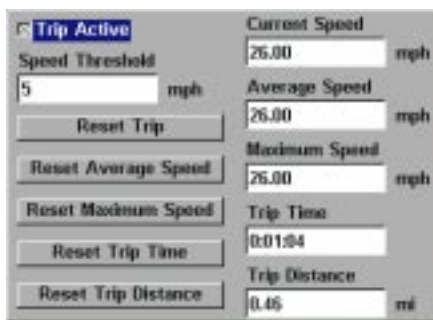 Trip Active
Speed Threshold
5 mph
Reset Trip
Reset Average Speed
Reset Maximum Speed
Reset Trip Time
Reset Trip Distance
Current Speed
26.00 mph
Average Speed
26.00 mph
Maximum Speed
26.00 mph
Trip Time
0:01:04
Trip Distance
0.46 mi